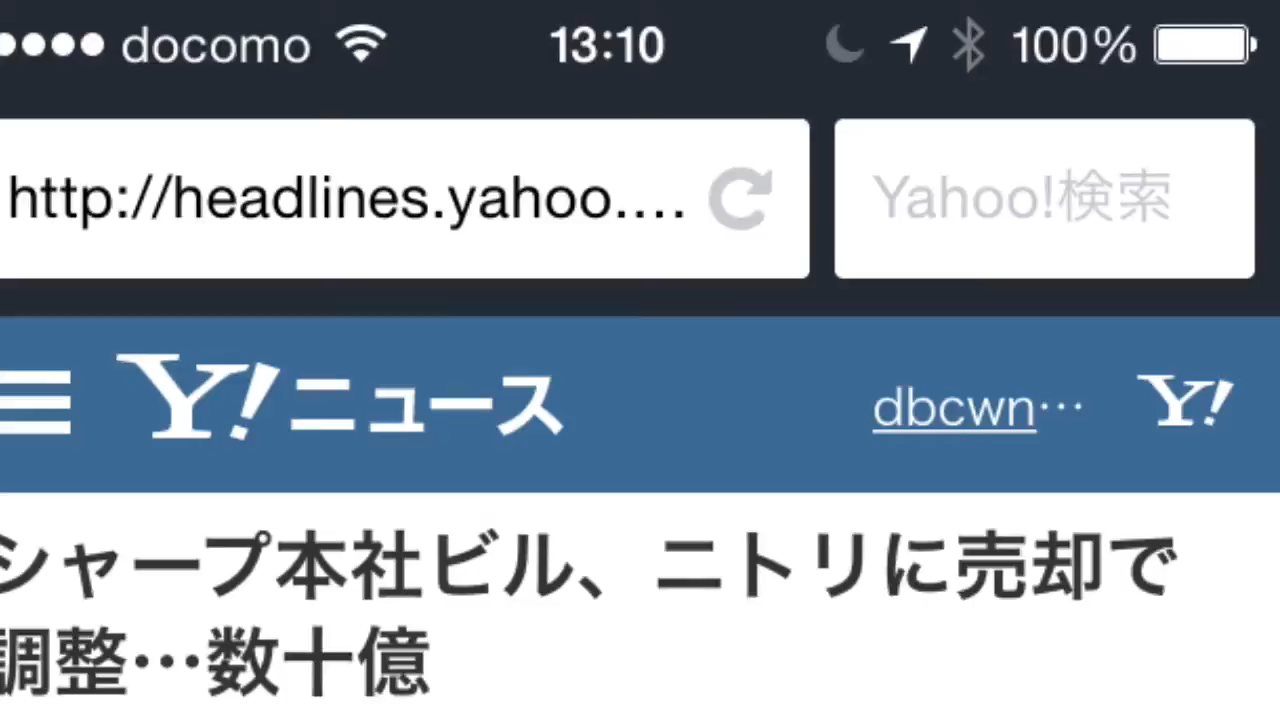 docomo 13:10 100%
http://headlines.yahoo.... Yahoo!検索
Y!ニュース dbcwn… Y!
シャープ本社ビル、ニトリに売却で
調整…数十億